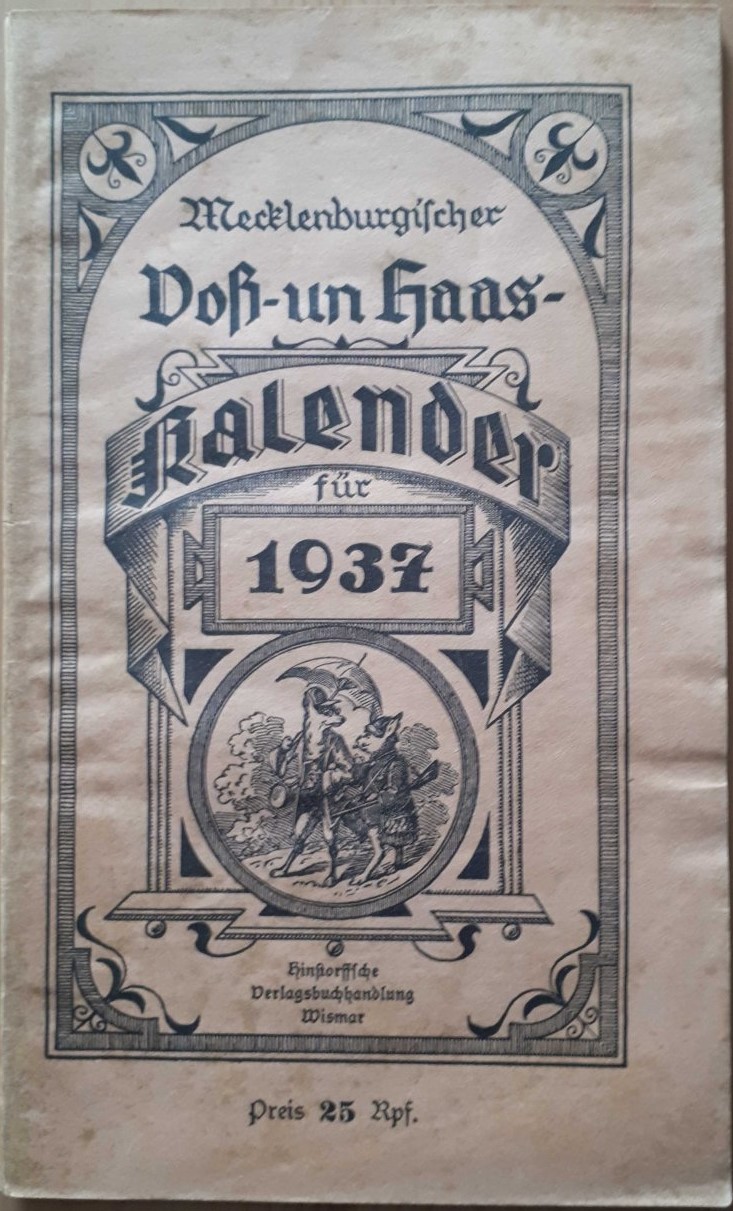 Mecklenburgischer
Voß-un Haas-
Kalender
für
1937
Hinstorffsche
Verlagsbuchhandlung
Wismar
Preis 25 Rpf.